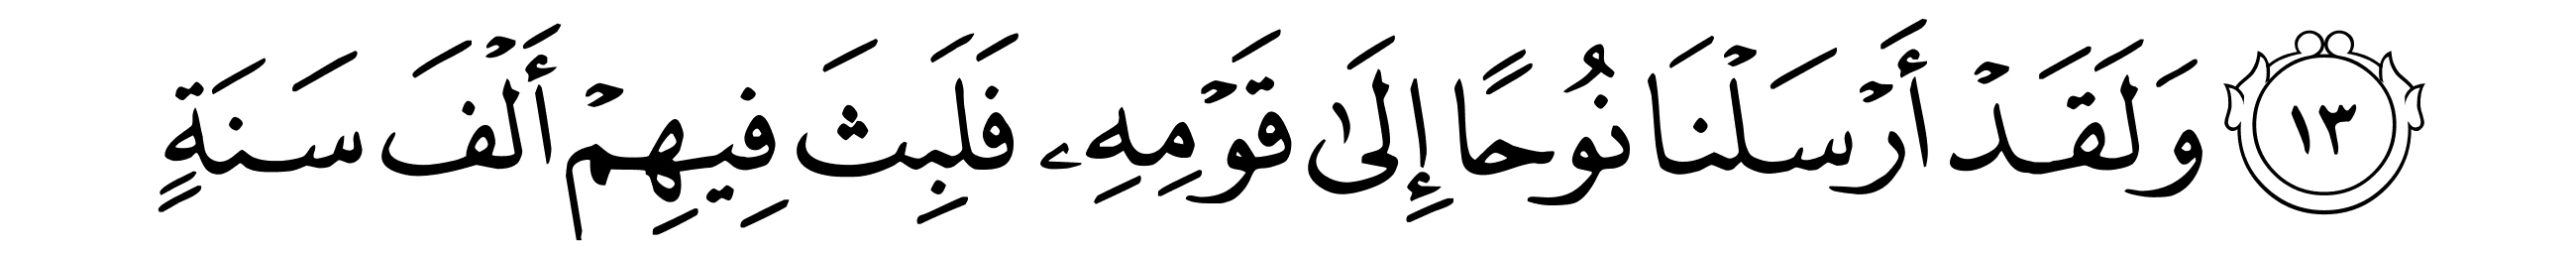 ١٣ وَلَقَدۡ أَرۡسَلۡنَا نُوحًا إِلَىٰ قَوۡمِهِۦ فَلَبِثَ فِيهِمۡ أَلۡفَ سَنَةٍ